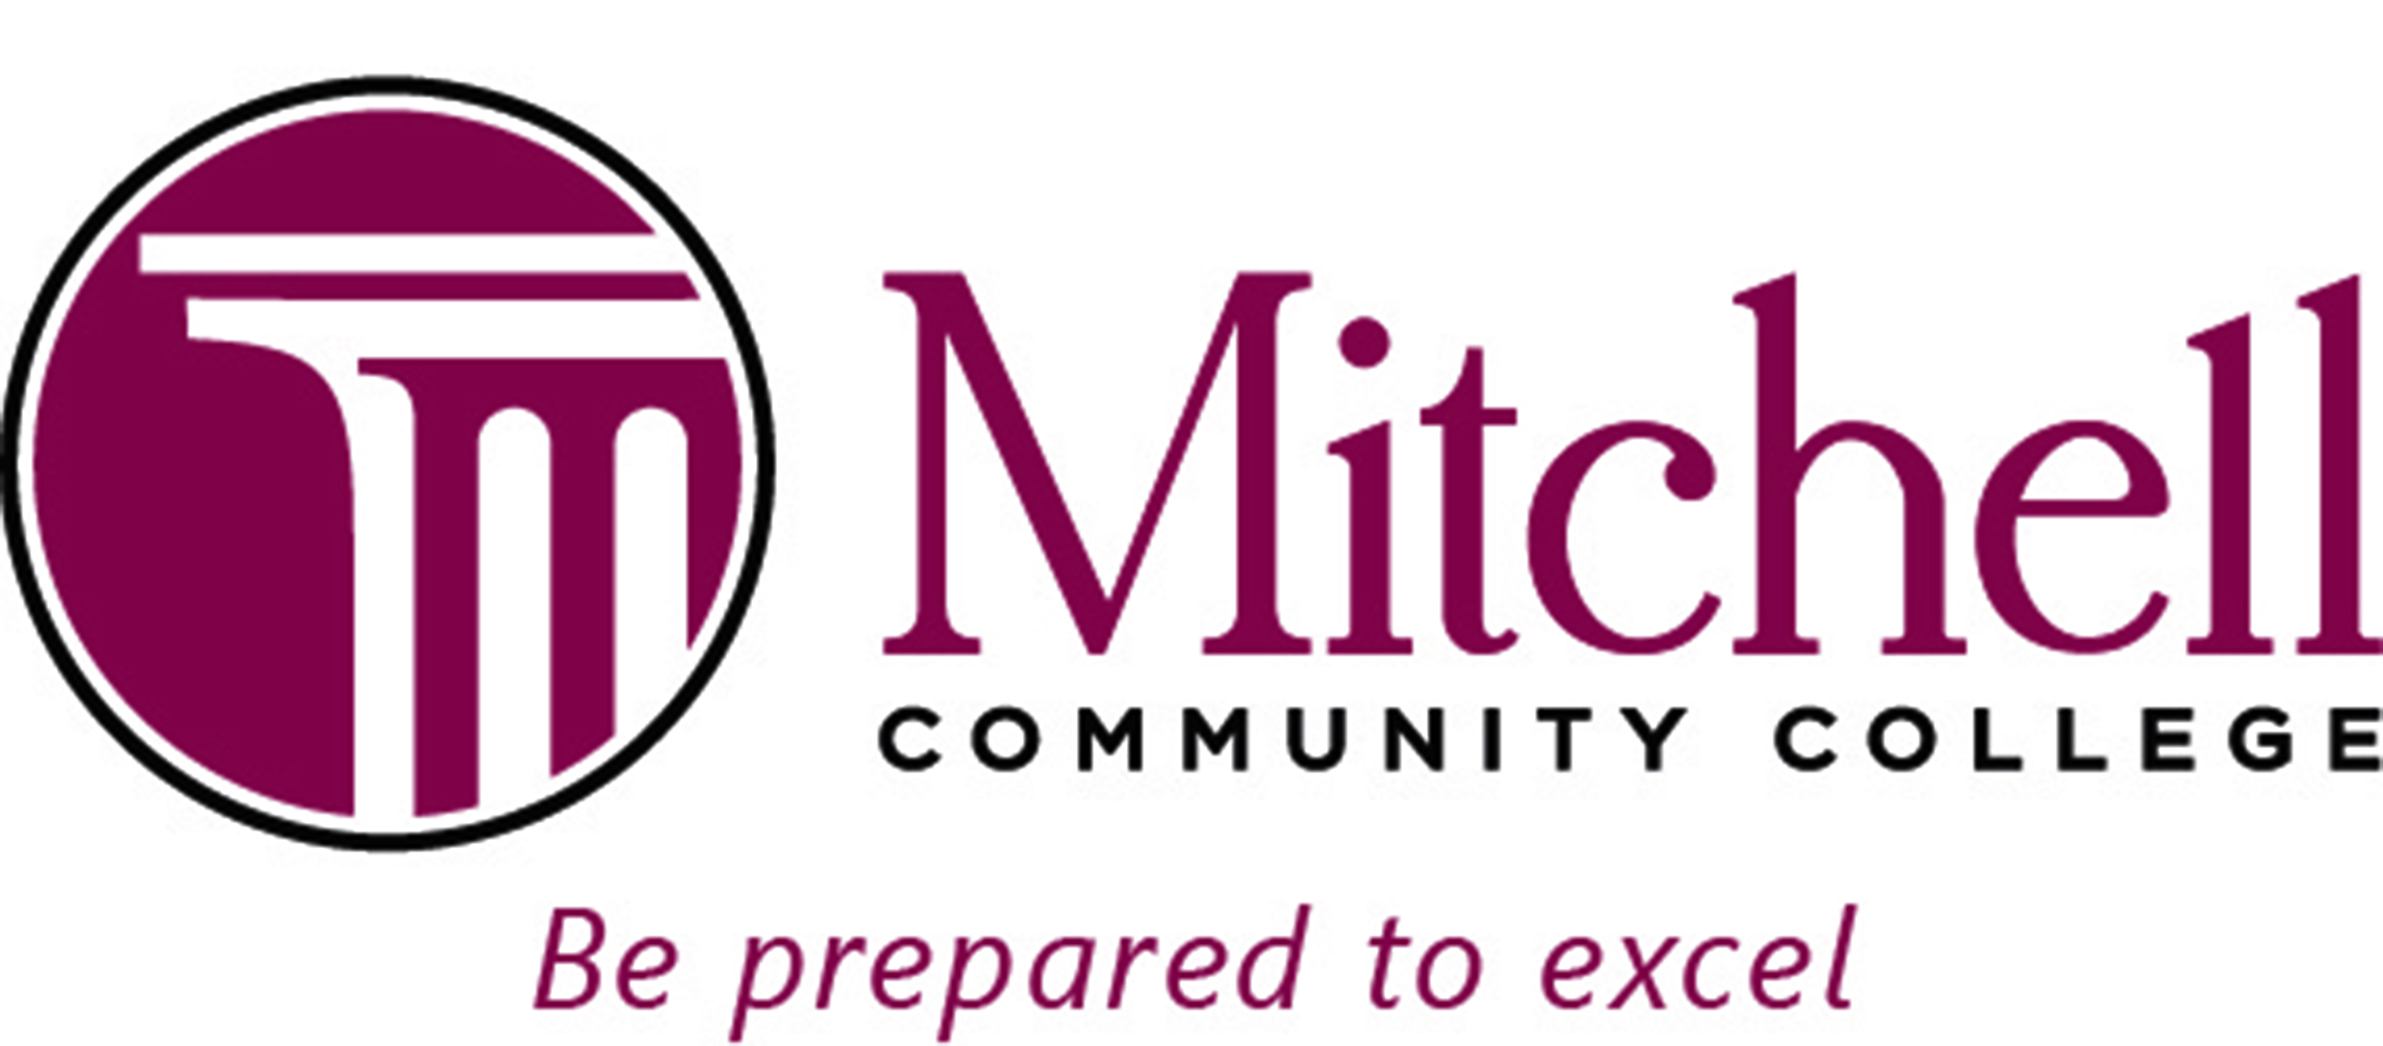 Mitchell
COMMUNITY COLLEGE
Be prepared to excel